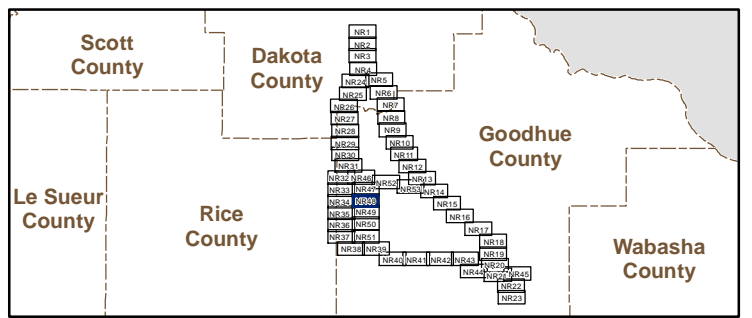 Scott
County
Dakota
County
Goodhue
County
Le Sueur
County
Rice
County
Wabasha
County
NR1
NR2
NR3
NR4
NR24 NR5
NR25 NR6
NR26 NR7
NR27 NR8
NR28 NR9
NR29 NR10
NR30 NR11
NR31 NR12
NR32 NR46 NR52 NR13
NR33 NR47 NR53 NR14
NR34 NR48 NR15
NR35 NR49 NR16
NR36 NR50 NR17
NR37 NR51 NR18
NR38 NR39 NR19
NR40 NR41 NR42 NR43 NR20
NR44 NR21 NR45
NR22
NR23